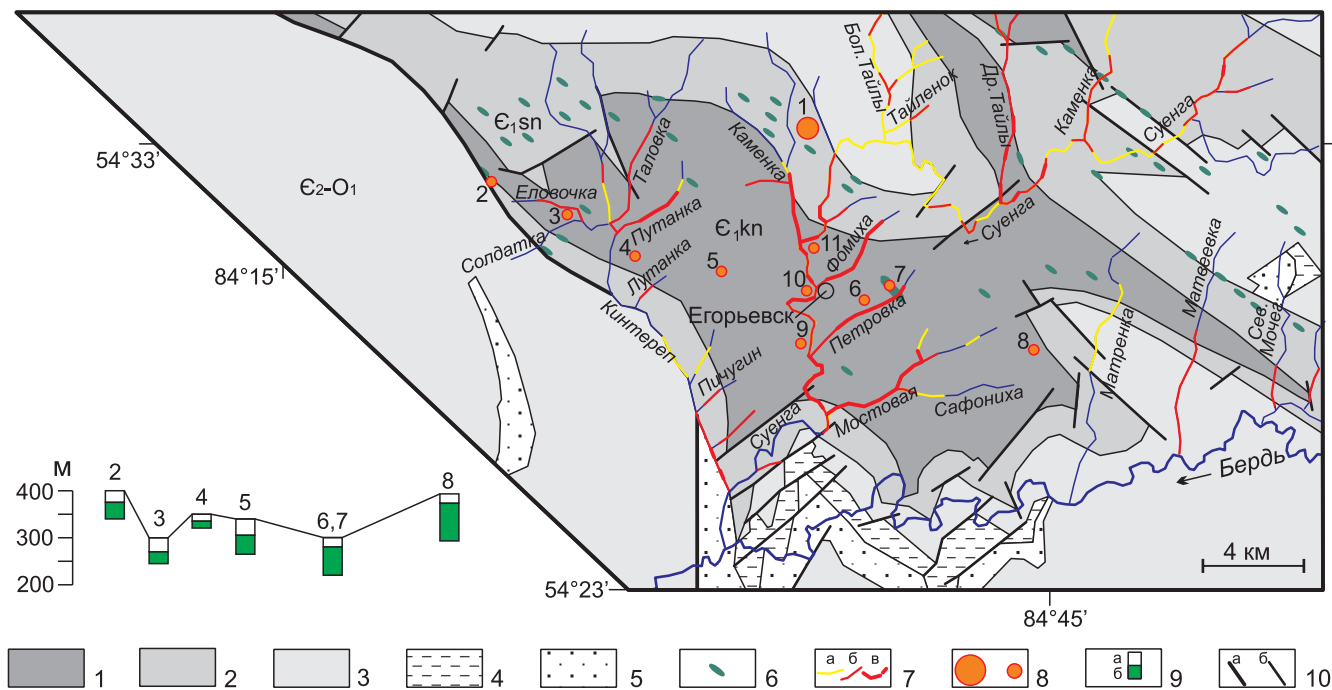 Бол. Тайлы
Тайленок
Др. Тайлы
Каменка
Суенга
1
Є₁sn
54°33’
Таловка
Каменка
Є₂-О₁
2
Еловочка
3
Солдатка
Путанка
4
Є₁kn
5
11
Фомиха
Суенга
Матвеевка
84°15’
Лутанка
10
6
7
Егорьевск
Петровка
Сев. Мочега
Кинтереп
9
8
Матренка
Пичугин
Суенга
Мостовая
Сафониха
Бердь
м
400
300
200
2
3
4
5
6,7
8
54°23’
4 км
84°45’
1
2
3
4
5
6
а б в
7
8
а
б
9
а б
10